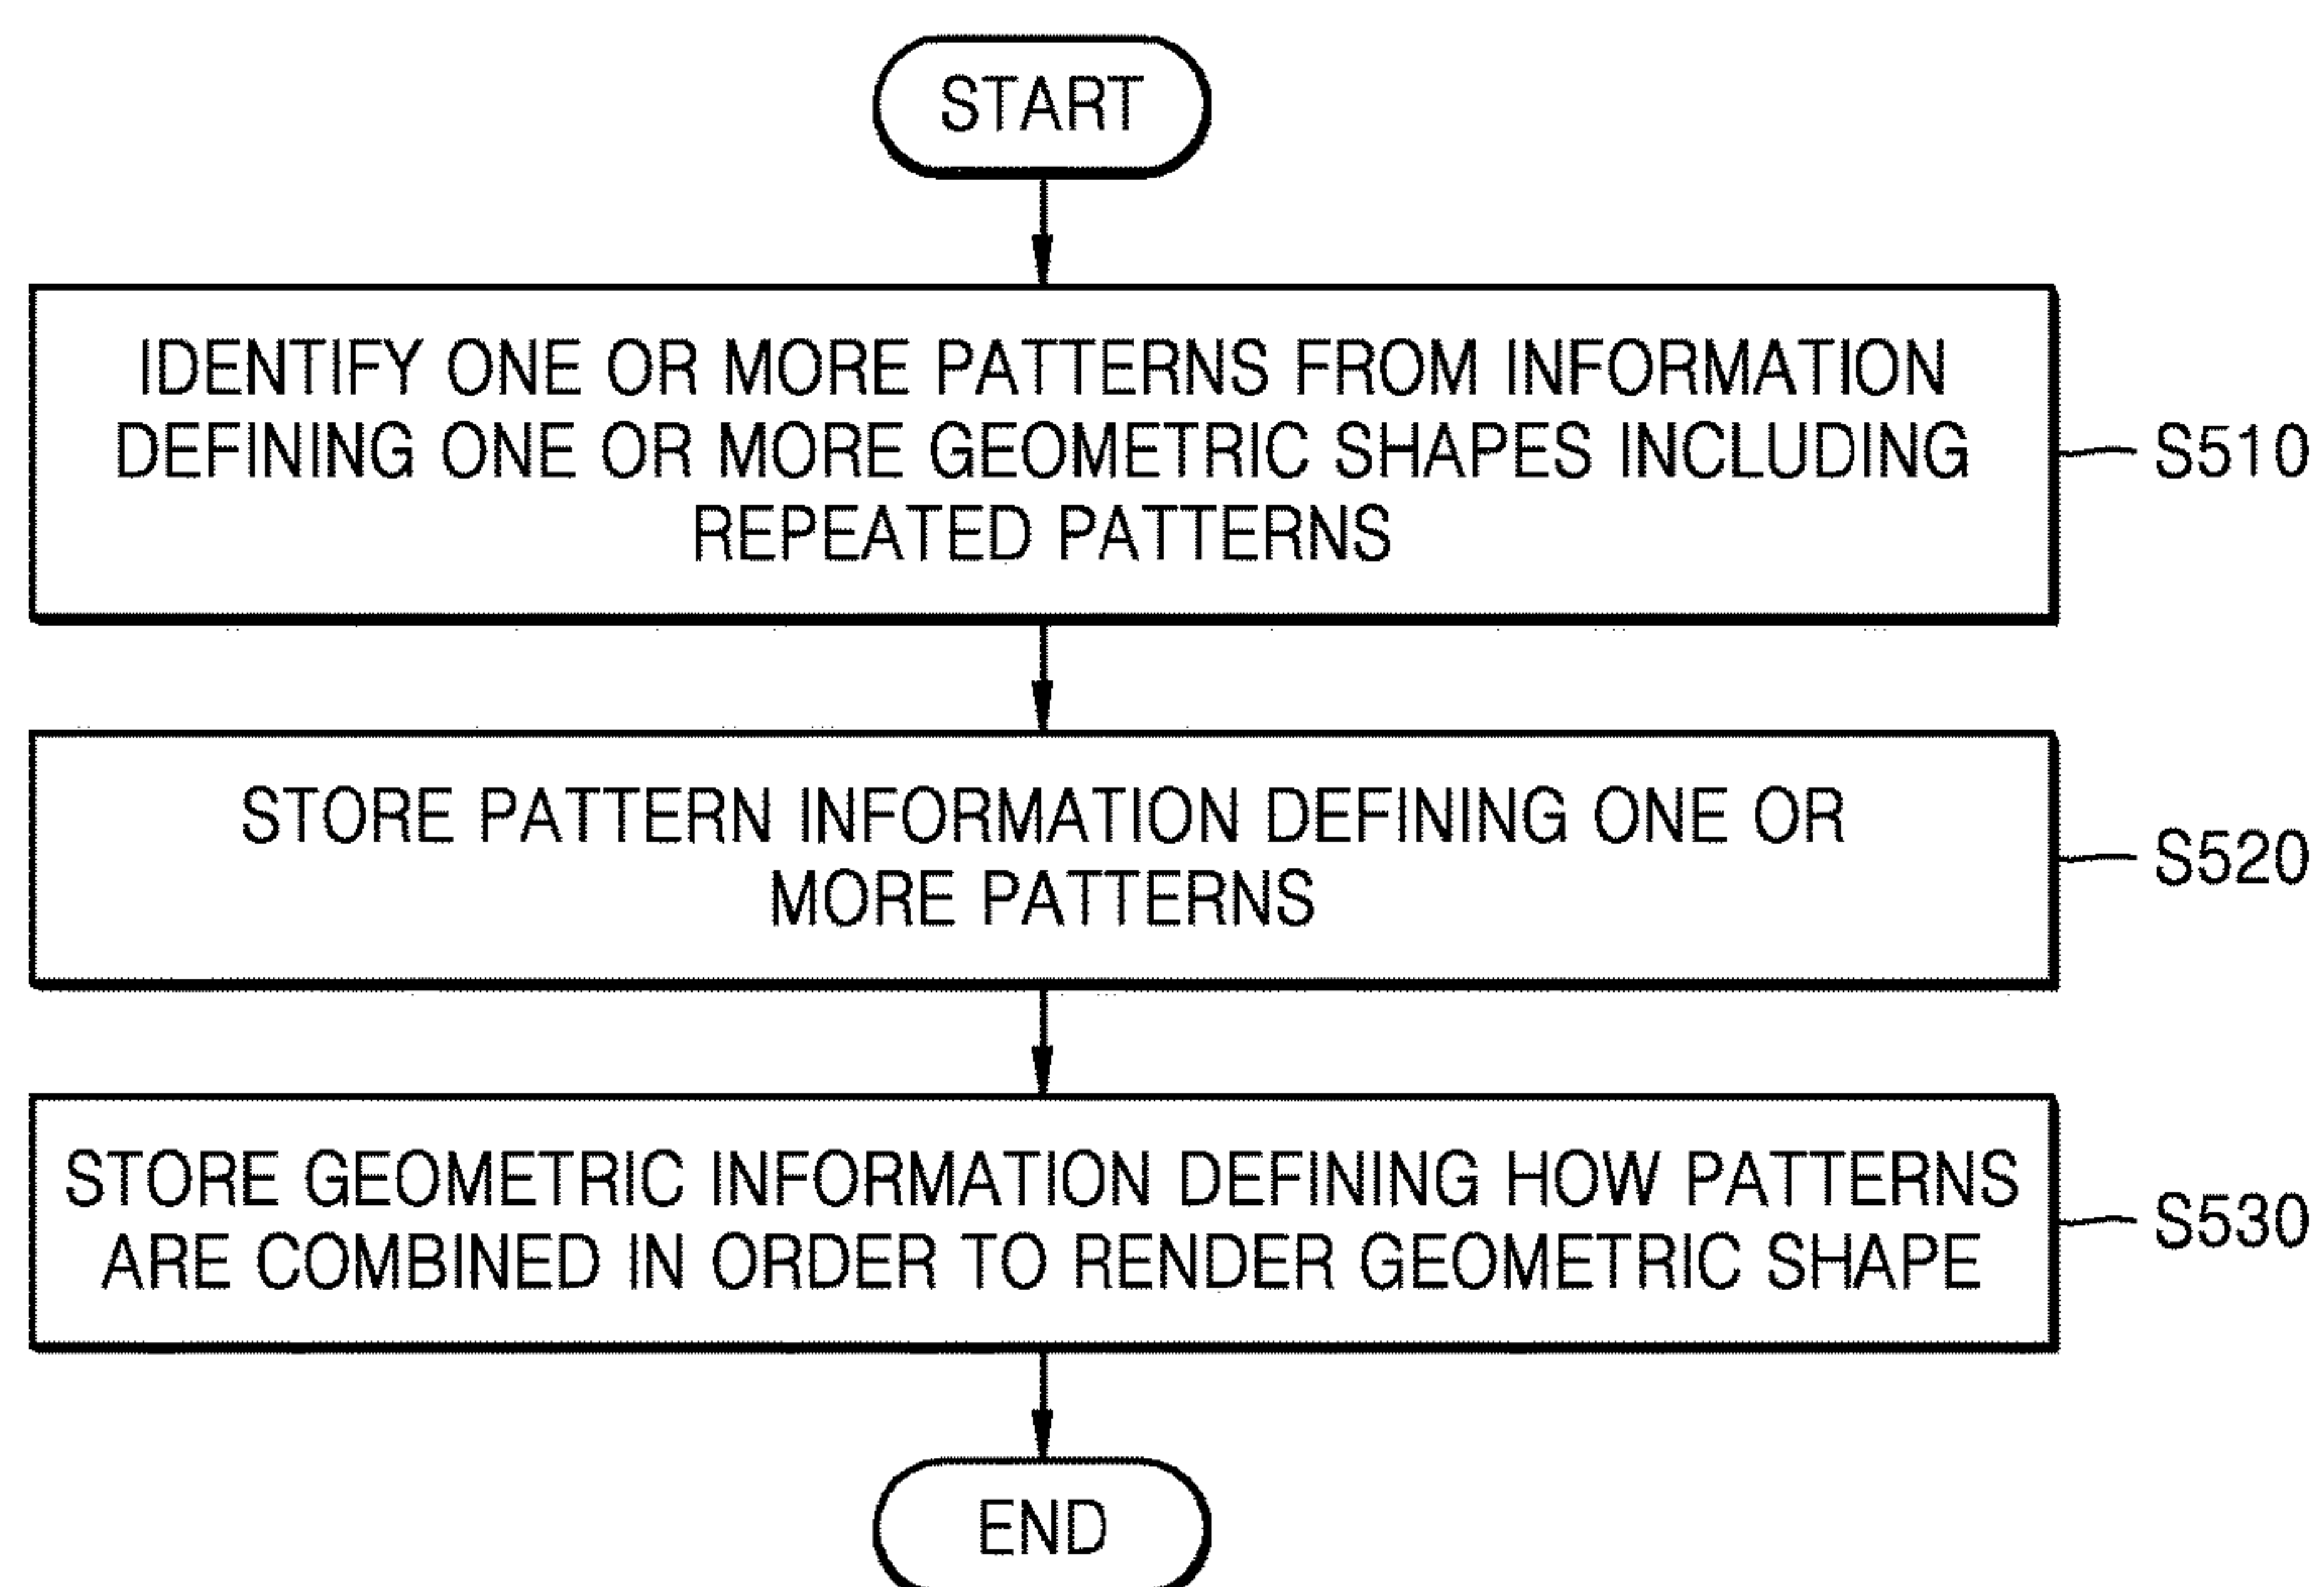 START
IDENTIFY ONE OR MORE PATTERNS FROM INFORMATION
DEFINING ONE OR MORE GEOMETRIC SHAPES INCLUDING
REPEATED PATTERNS
S510
STORE PATTERN INFORMATION DEFINING ONE OR
MORE PATTERNS
S520
STORE GEOMETRIC INFORMATION DEFINING HOW PATTERNS
ARE COMBINED IN ORDER TO RENDER GEOMETRIC SHAPE
S530
END